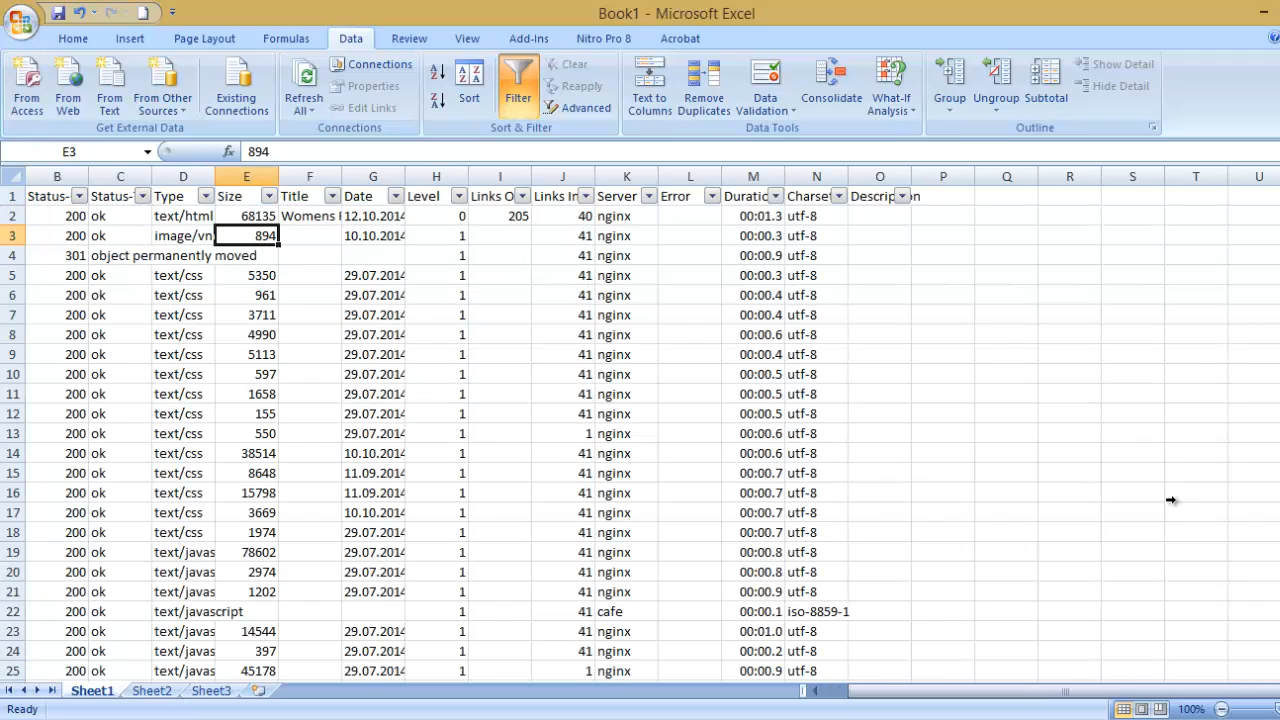 Book1 - Microsoft Excel
Home Insert Page Layout Formulas Data Review View Add-Ins Nitro Pro 8 Acrobat
From Access
From Web
From Text
From Other Sources
Existing Connections
Get External Data
Refresh All
Connections
Properties
Edit Links
Connections
Sort
Filter
Clear
Reapply
Advanced
Sort & Filter
Text to Columns
Remove Duplicates
Data Validation
Consolidate
What-If Analysis
Data Tools
Group
Ungroup
Subtotal
Show Detail
Hide Detail
Outline
E3 fx 894
B C D E F G H I J K L M N O P Q R S T U
1 Status- Status- Type Size Title Date Level Links O Links In Server Error Duratio Charset Description
2 200 ok text/html 68135 Womens 12.10.2014 0 205 40 nginx 00:01.3 utf-8
3 200 ok image/vn 894 10.10.2014 1 41 nginx 00:00.3 utf-8
4 301 object permanently moved 1 41 nginx 00:00.9 utf-8
5 200 ok text/css 5350 29.07.2014 1 41 nginx 00:00.3 utf-8
6 200 ok text/css 961 29.07.2014 1 41 nginx 00:00.4 utf-8
7 200 ok text/css 3711 29.07.2014 1 41 nginx 00:00.4 utf-8
8 200 ok text/css 4990 29.07.2014 1 41 nginx 00:00.6 utf-8
9 200 ok text/css 5113 29.07.2014 1 41 nginx 00:00.4 utf-8
10 200 ok text/css 597 29.07.2014 1 41 nginx 00:00.5 utf-8
11 200 ok text/css 1658 29.07.2014 1 41 nginx 00:00.5 utf-8
12 200 ok text/css 155 29.07.2014 1 41 nginx 00:00.5 utf-8
13 200 ok text/css 550 29.07.2014 1 1 nginx 00:00.6 utf-8
14 200 ok text/css 38514 10.10.2014 1 41 nginx 00:00.6 utf-8
15 200 ok text/css 8648 11.09.2014 1 41 nginx 00:00.7 utf-8
16 200 ok text/css 15798 11.09.2014 1 41 nginx 00:00.7 utf-8
17 200 ok text/css 3669 10.10.2014 1 41 nginx 00:00.7 utf-8
18 200 ok text/css 1974 29.07.2014 1 41 nginx 00:00.7 utf-8
19 200 ok text/javas 78602 29.07.2014 1 41 nginx 00:00.8 utf-8
20 200 ok text/javas 2974 29.07.2014 1 41 nginx 00:00.8 utf-8
21 200 ok text/javas 1202 29.07.2014 1 41 nginx 00:00.9 utf-8
22 200 ok text/javascript 1 41 cafe 00:00.1 iso-8859-1
23 200 ok text/javas 14544 29.07.2014 1 41 nginx 00:01.0 utf-8
24 200 ok text/javas 397 29.07.2014 1 41 nginx 00:00.2 utf-8
25 200 ok text/javas 45178 29.07.2014 1 1 nginx 00:00.9 utf-8
Sheet1 Sheet2 Sheet3
Ready 100%